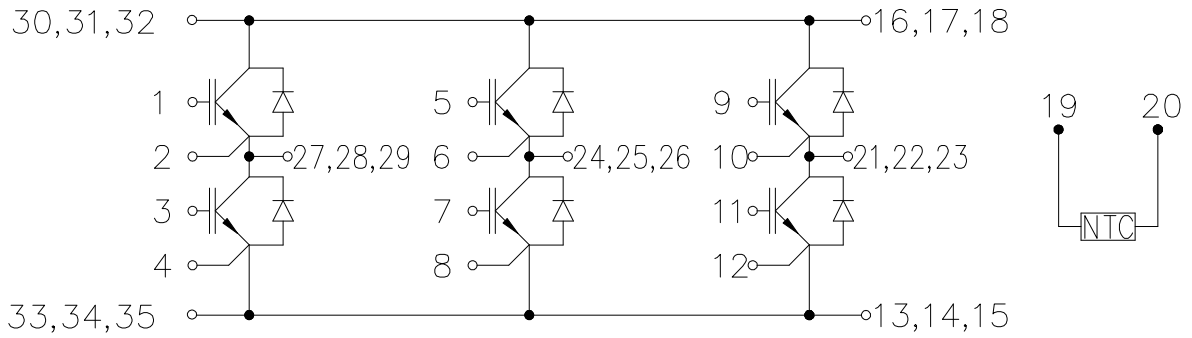 30,31,32 16,17,18
1 5 9 19 20
2 27,28,29 6 24,25,26 10 21,22,23
3 7 11 NTC
4 8 12
33,34,35 13,14,15